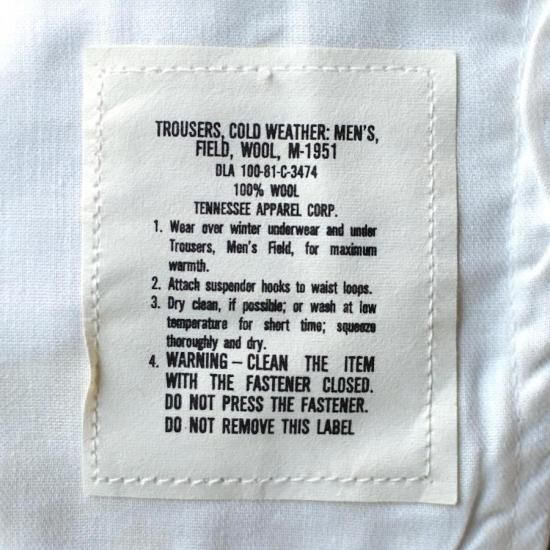 TROUSERS, COLD WEATHER: MEN'S,
FIELD, WOOL, M-1951
DLA 100-81-C-3474
100% WOOL
TENNESSEE APPAREL CORP.
1. Wear over winter underwear and under
Trousers, Men's Field, for maximum
warmth.
2. Attach suspender hooks to waist loops.
3. Dry clean, if possible; or wash at low
temperature for short time; squeeze
thoroughly and dry.
4. WARNING – CLEAN THE ITEM
WITH THE FASTENER CLOSED.
DO NOT PRESS THE FASTENER.
DO NOT REMOVE THIS LABEL